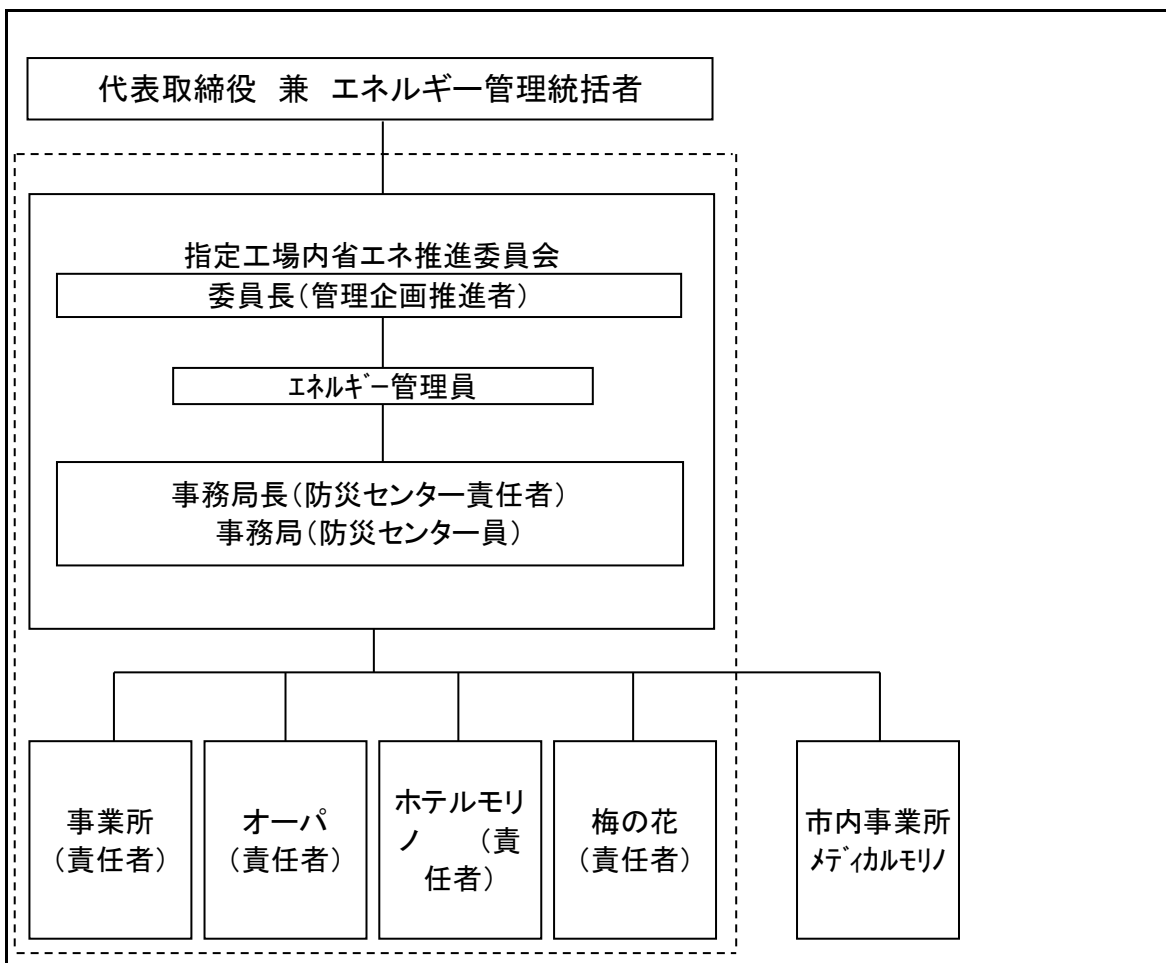 代表取締役 兼 エネルギー管理統括者
指定工場内省エネ推進委員会
委員長(管理企画推進者)
ｴﾈﾙｷﾞｰ管理員
事務局長(防災センター責任者)
事務局(防災センター員)
事業所
(責任者)
オーパ
(責任者)
ホテルモリ
ノ (責
任者)
梅の花
(責任者)
市内事業所
ﾒﾃﾞｨｶﾙﾓﾘﾉ